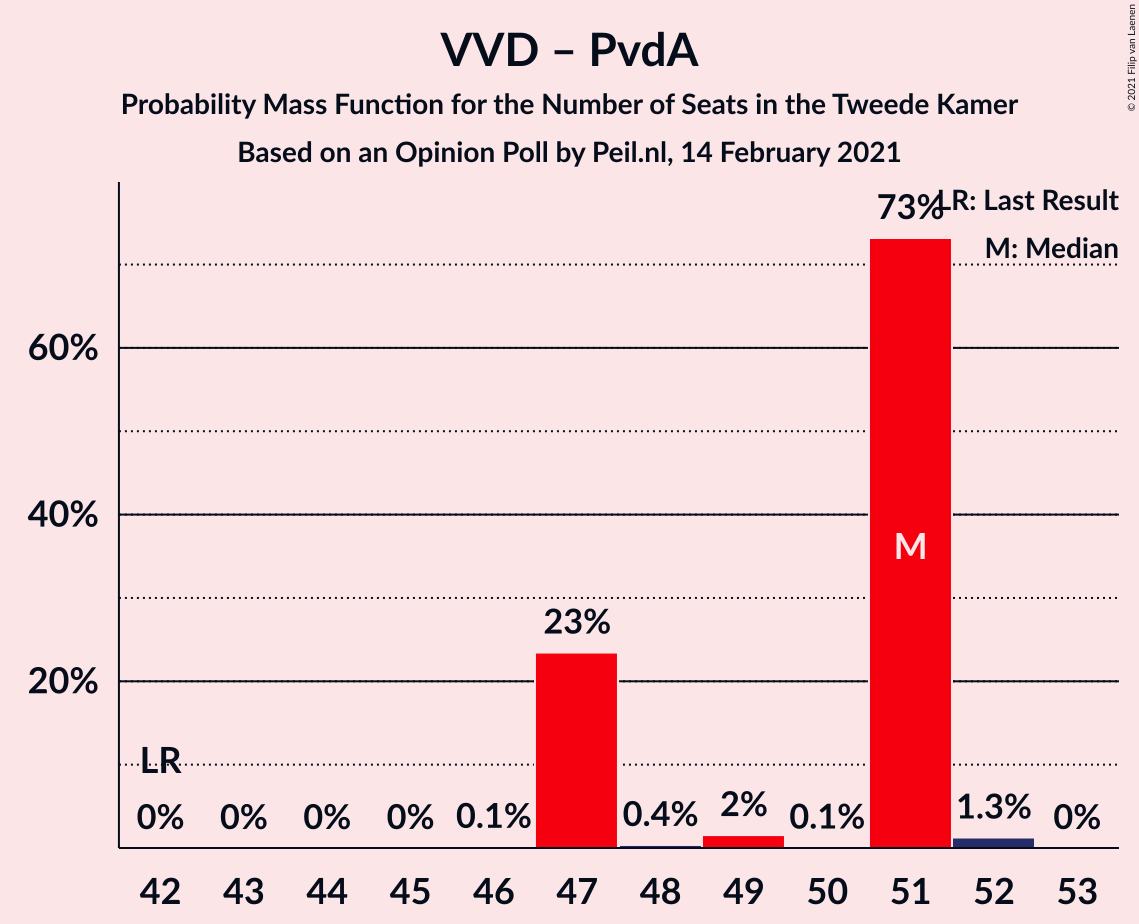 VVD – PvdA
Probability Mass Function for the Number of Seats in the Tweede Kamer
Based on an Opinion Poll by Peil.nl, 14 February 2021
© 2021 Filip van Laenen
LR: Last Result
M: Median
73%
60%
40%
M
23%
20%
LR
0% 0% 0% 0% 0.1% 0.4% 2% 0.1% 1.3% 0%
42 43 44 45 46 47 48 49 50 51 52 53